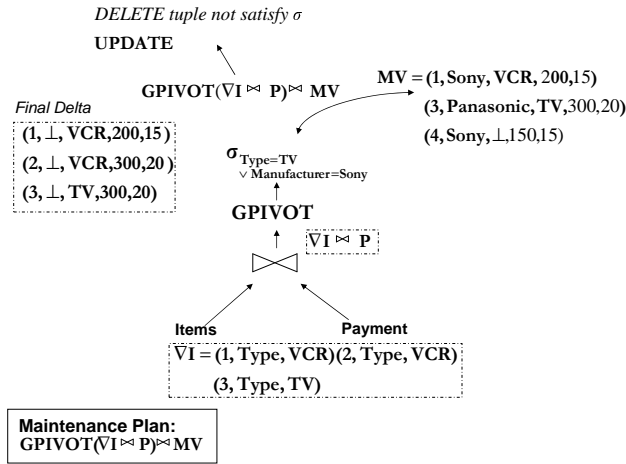 DELETE tuple not satisfy σ
UPDATE
GPIVOT(∇I ⋈ P)⋈ MV
MV = (1, Sony, VCR, 200,15)
(3, Panasonic, TV,300,20)
(4, Sony,⊥,150,15)
Final Delta
(1, ⊥, VCR,200,15 )
(2, ⊥, VCR,300,20)
(3, ⊥, TV,300,20)
σ Type=TV
∨ Manufacturer=Sony
GPIVOT
∇I ⋈ P
Items
Payment
∇I = (1, Type, VCR)(2, Type, VCR)
(3, Type, TV)
Maintenance Plan:
GPIVOT(∇I ⋈ P)⋈ MV